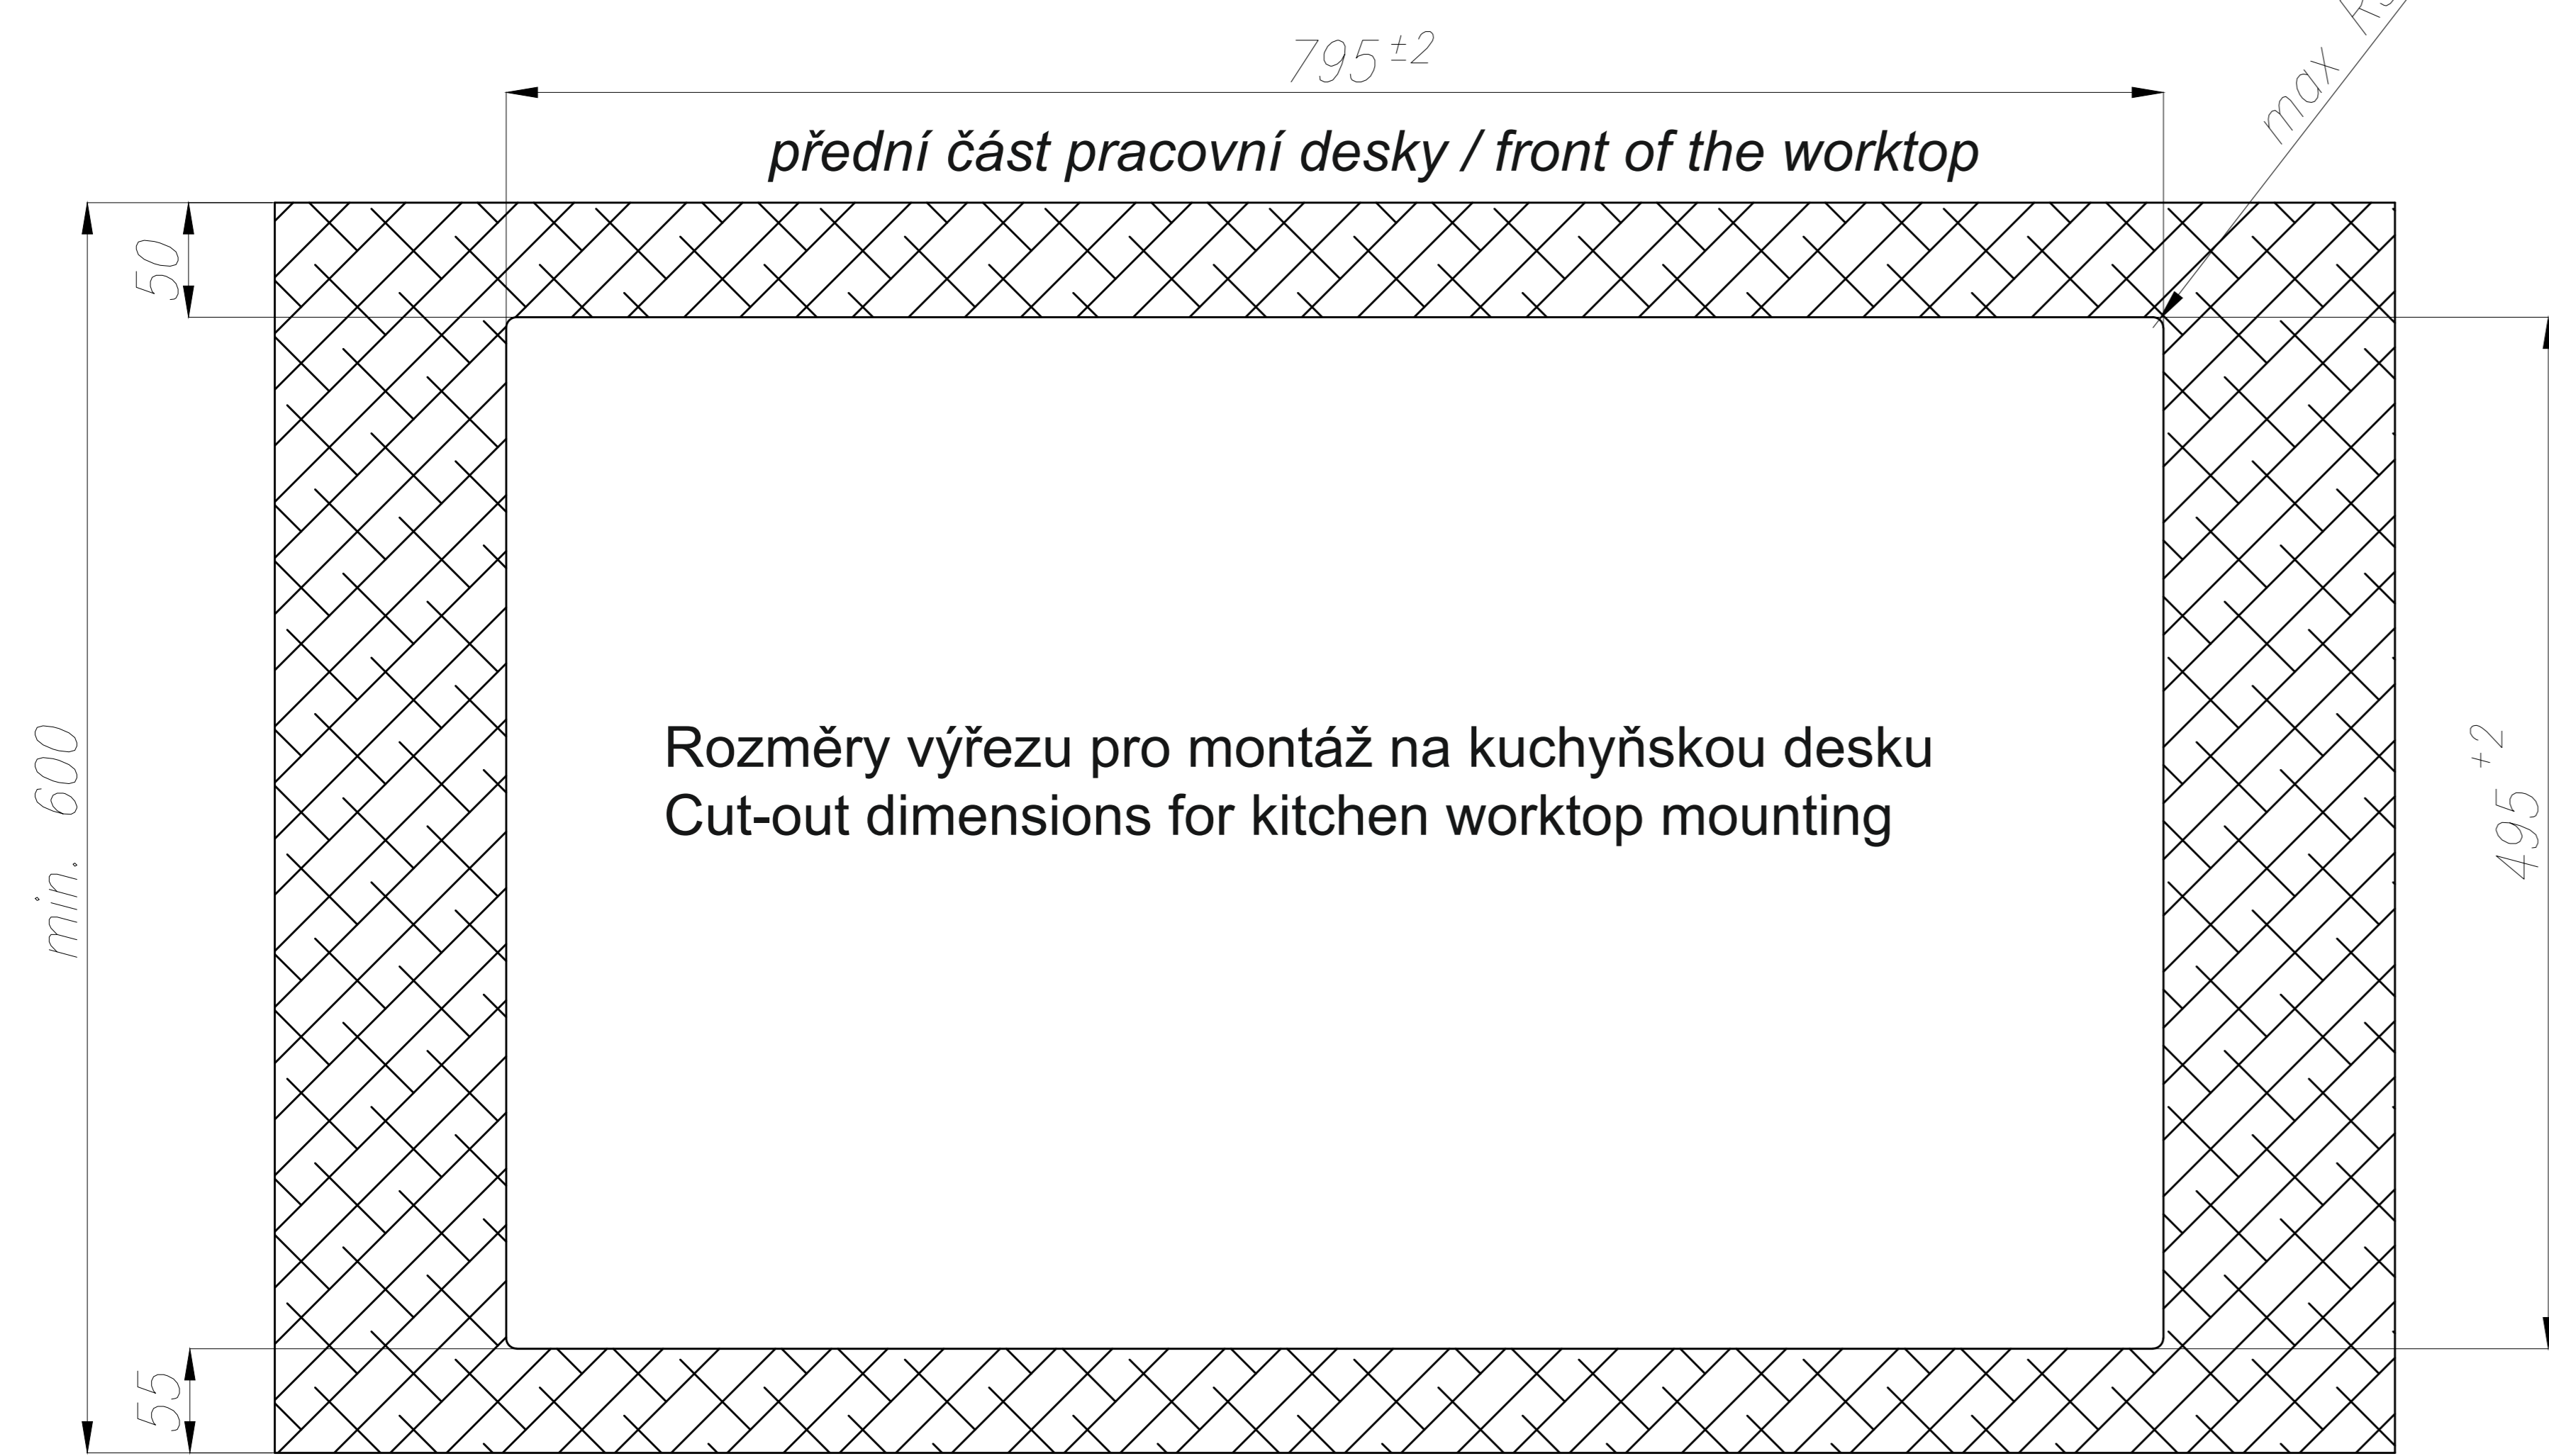 795 ±2
max
přední část pracovní desky / front of the worktop
50
min. 600
Rozměry výřezu pro montáž na kuchyňskou desku
Cut-out dimensions for kitchen worktop mounting
495 +2
55